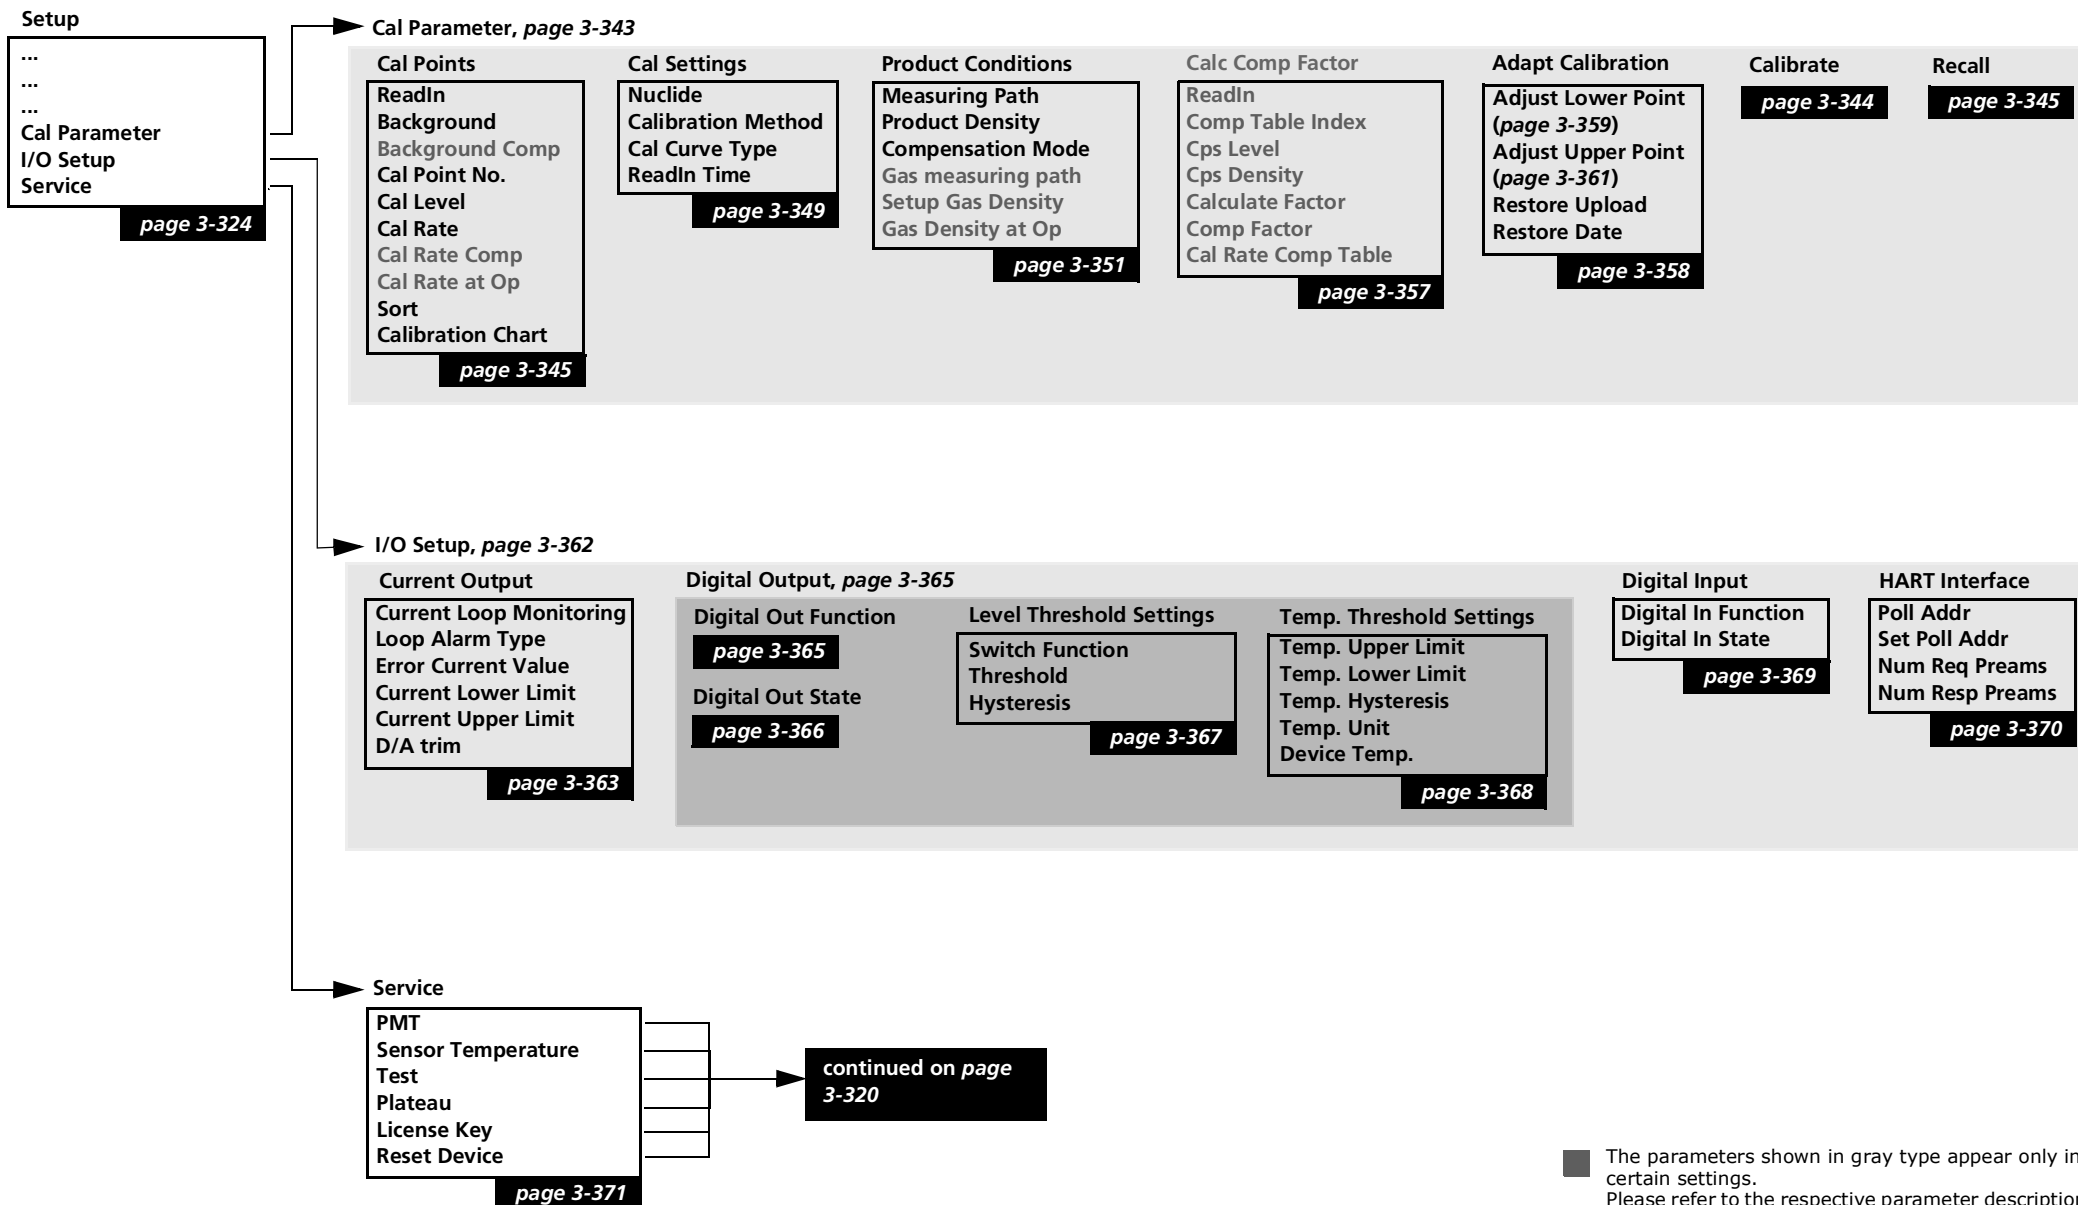 Setup
...
...
...
Cal Parameter
I/O Setup
Service
page 3-324
Cal Parameter, page 3-343
Cal Points
ReadIn
Background
Background Comp
Cal Point No.
Cal Level
Cal Rate
Cal Rate Comp
Cal Rate at Op
Sort
Calibration Chart
page 3-345
Cal Settings
Nuclide
Calibration Method
Cal Curve Type
ReadIn Time
page 3-349
Product Conditions
Measuring Path
Product Density
Compensation Mode
Gas measuring path
Setup Gas Density
Gas Density at Op
page 3-351
Calc Comp Factor
ReadIn
Comp Table Index
Cps Level
Cps Density
Calculate Factor
Comp Factor
Cal Rate Comp Table
page 3-357
Adapt Calibration
Adjust Lower Point
(page 3-359)
Adjust Upper Point
(page 3-361)
Restore Upload
Restore Date
page 3-358
Calibrate
page 3-344
Recall
page 3-345
I/O Setup, page 3-362
Current Output
Current Loop Monitoring
Loop Alarm Type
Error Current Value
Current Lower Limit
Current Upper Limit
D/A trim
page 3-363
Digital Output, page 3-365
Digital Out Function
page 3-365
Digital Out State
page 3-366
Level Threshold Settings
Switch Function
Threshold
Hysteresis
page 3-367
Temp. Threshold Settings
Temp. Upper Limit
Temp. Lower Limit
Temp. Hysteresis
Temp. Unit
Device Temp.
page 3-368
Digital Input
Digital In Function
Digital In State
page 3-369
HART Interface
Poll Addr
Set Poll Addr
Num Req Preams
Num Resp Preams
page 3-370
Service
PMT
Sensor Temperature
Test
Plateau
License Key
Reset Device
page 3-371
continued on page
3-320
The parameters shown in gray type appear only in
certain settings.
Please refer to the respective parameter description